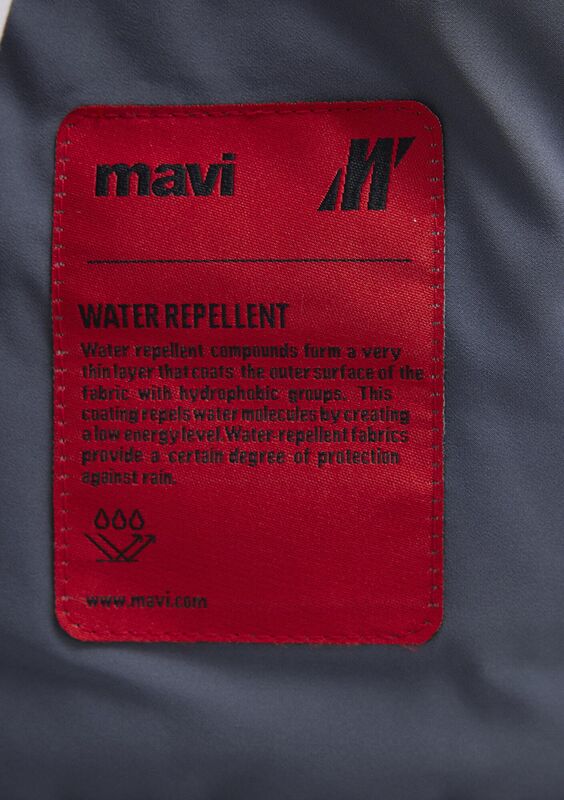 mavi M
WATER REPELLENT
Water repellent compounds form a very
thin layer that coats the outer surface of the
fabric with hydrophobic groups. This
coating repels water molecules by creating
a low energy level.Water-repellent fabrics
provide a certain degree of protection
against rain.
www.mavi.com